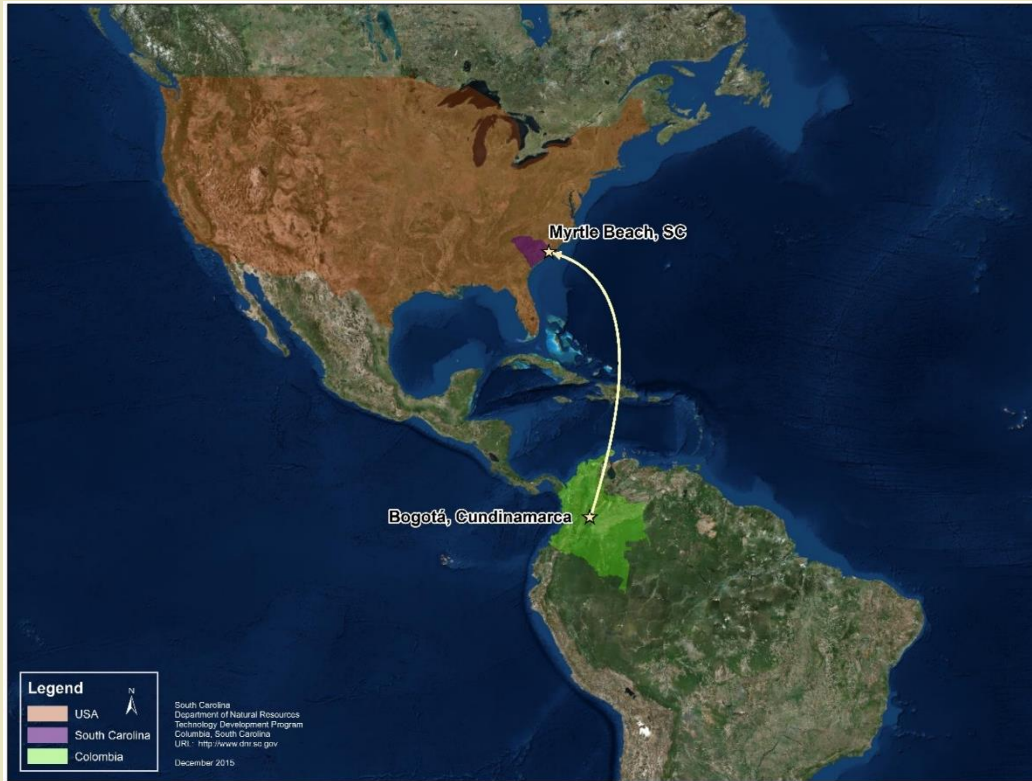 Myrtle Beach, SC
Bogotá, Cundinamarca
Legend
N
USA
South Carolina
Colombia
South Carolina
Department of Natural Resources
Technology Development Program
Columbia, South Carolina
URL: http://www.dnr.sc.gov
December 2015